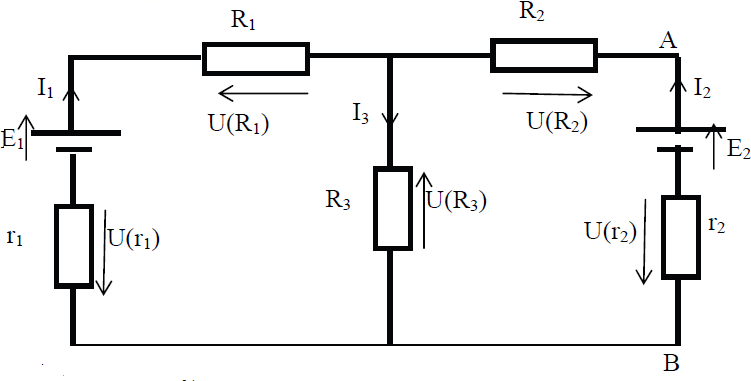 R₁
R₂
A
I₁
I₂
U(R₁)
I₃
U(R₂)
E₁
E₂
R₃
U(R₃)
r₁
U(r₁)
U(r₂)
r₂
B